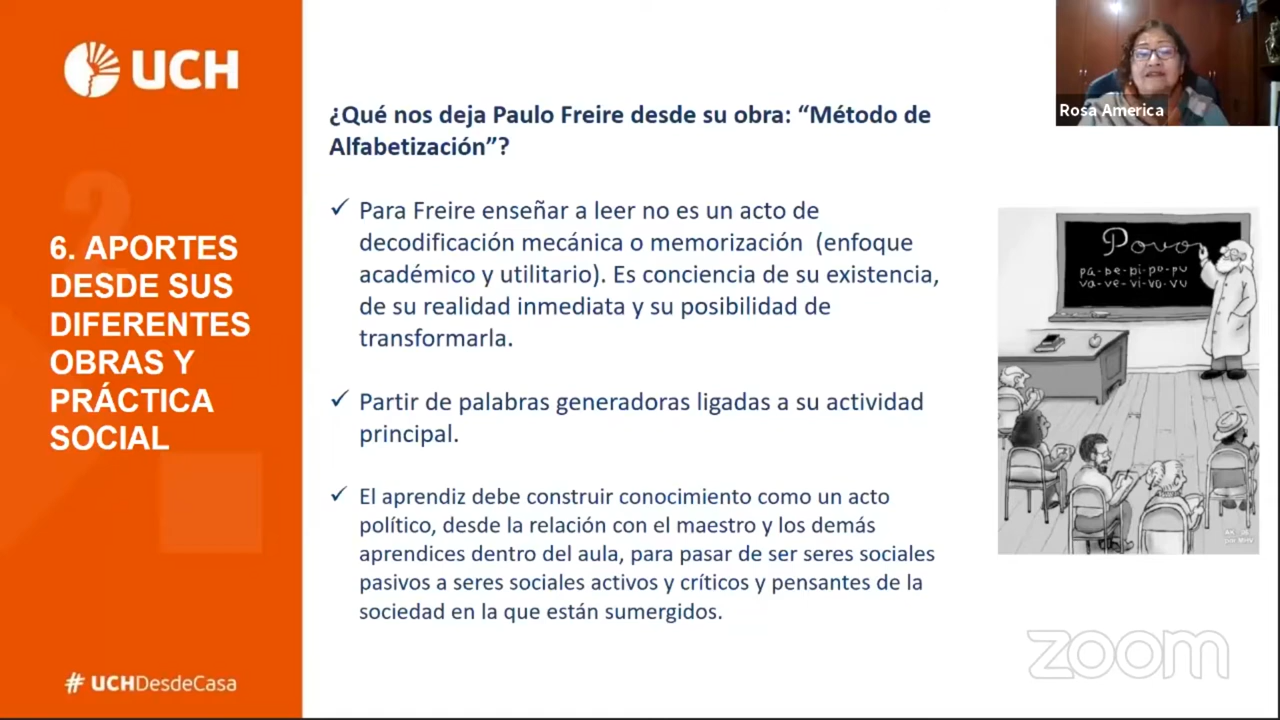 UCH
6. APORTES
DESDE SUS
DIFERENTES
OBRAS Y
PRÁCTICA
SOCIAL
# UCHDesdeCasa
¿Qué nos deja Paulo Freire desde su obra: “Método de
Alfabetización”?
✓ Para Freire enseñar a leer no es un acto de
decodificación mecánica o memorización (enfoque
académico y utilitario). Es conciencia de su existencia,
de su realidad inmediata y su posibilidad de
transformarla.
✓ Partir de palabras generadoras ligadas a su actividad
principal.
✓ El aprendiz debe construir conocimiento como un acto
político, desde la relación con el maestro y los demás
aprendices dentro del aula, para pasar de ser seres sociales
pasivos a seres sociales activos y críticos y pensantes de la
sociedad en la que están sumergidos.
Rosa America
Povo
pa-pe-pi-po-pu
va-ve-vi-vo-vu
zoom